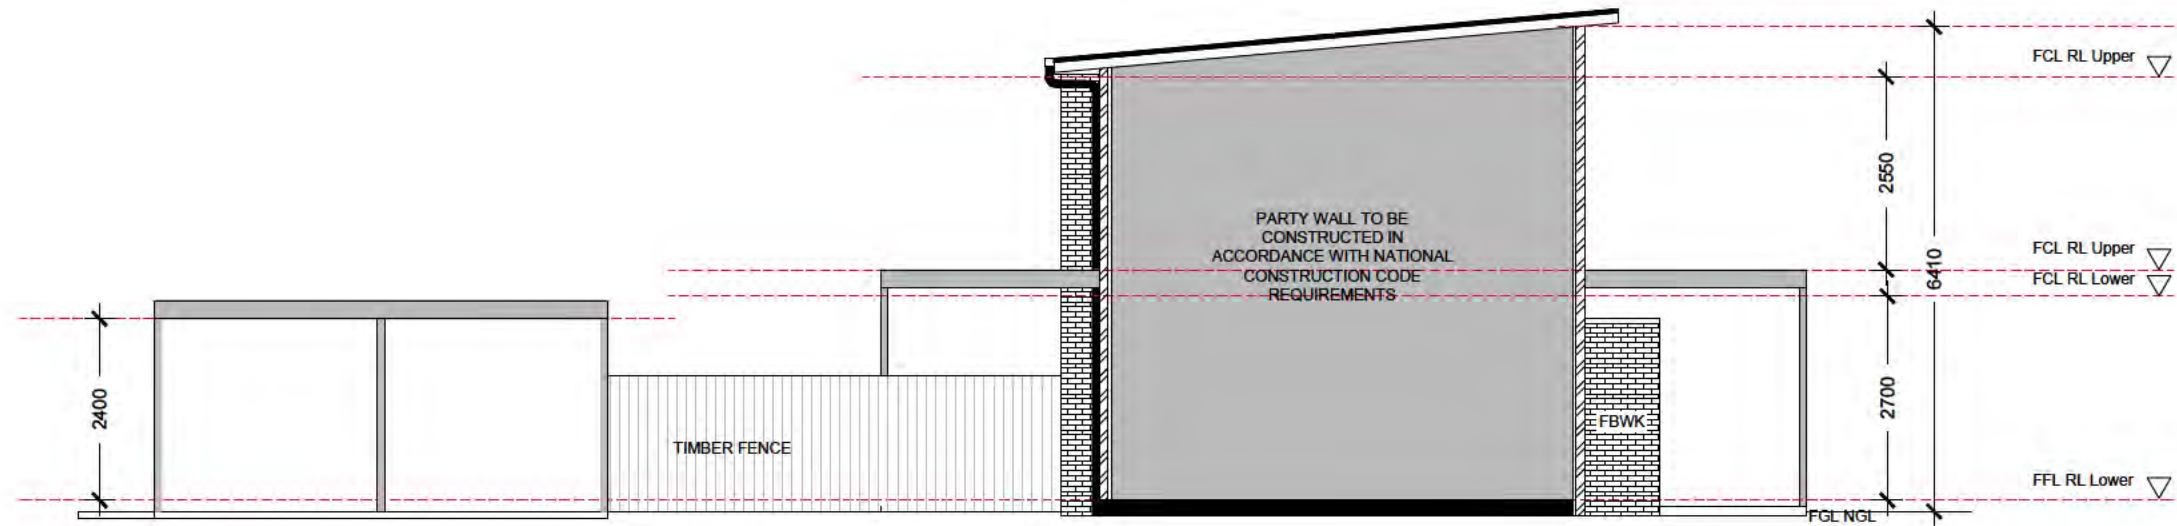 FCL RL Upper
2550
PARTY WALL TO BE
CONSTRUCTED IN
ACCORDANCE WITH NATIONAL
CONSTRUCTION CODE
REQUIREMENTS
FCL RL Upper
6410
FCL RL Lower
2400
2700
FBWK
TIMBER FENCE
FFL RL Lower
FGL NGL